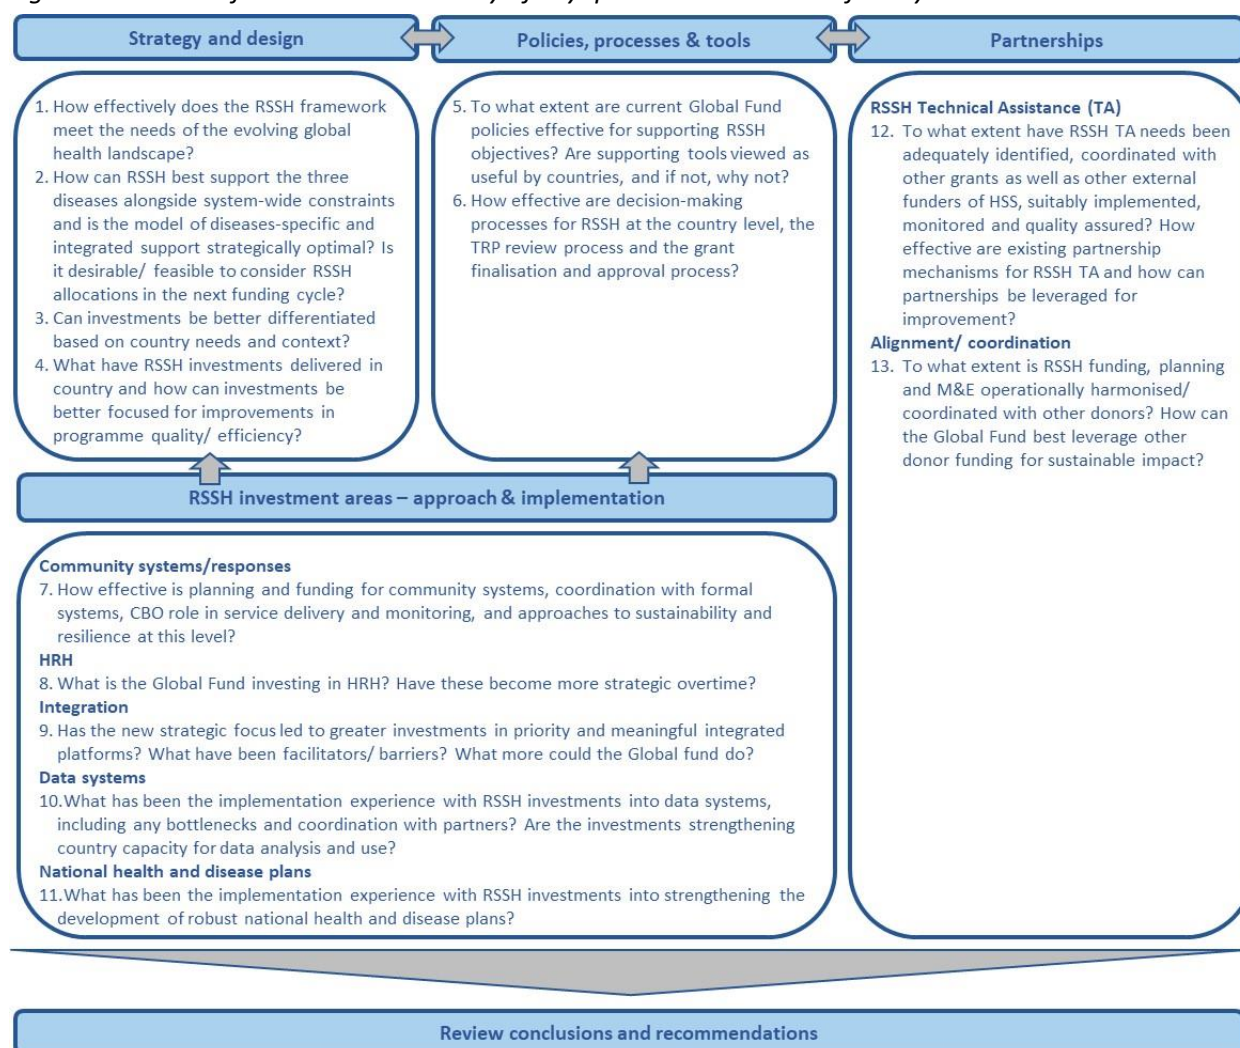 Strategy and design
Policies, processes & tools
Partnerships
1. How effectively does the RSSH framework
meet the needs of the evolving global
health landscape?
2. How can RSSH best support the three
diseases alongside system-wide constraints
and is the model of diseases-specific and
integrated support strategically optimal? Is
it desirable/ feasible to consider RSSH
allocations in the next funding cycle?
3. Can investments be better differentiated
based on country needs and context?
4. What have RSSH investments delivered in
country and how can investments be
better focused for improvements in
programme quality/ efficiency?
5. To what extent are current Global Fund
policies effective for supporting RSSH
objectives? Are supporting tools viewed as
useful by countries, and if not, why not?
6. How effective are decision-making
processes for RSSH at the country level, the
TRP review process and the grant
finalisation and approval process?
RSSH Technical Assistance (TA)
12. To what extent have RSSH TA needs been
adequately identified, coordinated with
other grants as well as other external
funders of HSS, suitably implemented,
monitored and quality assured? How
effective are existing partnership
mechanisms for RSSH TA and how can
partnerships be leveraged for
improvement?
Alignment/ coordination
13. To what extent is RSSH funding, planning
and M&E operationally harmonised/
coordinated with other donors? How can
the Global Fund best leverage other
donor funding for sustainable impact?
RSSH investment areas – approach & implementation
Community systems/responses
7. How effective is planning and funding for community systems, coordination with formal
systems, CBO role in service delivery and monitoring, and approaches to sustainability and
resilience at this level?
HRH
8. What is the Global Fund investing in HRH? Have these become more strategic overtime?
Integration
9. Has the new strategic focus led to greater investments in priority and meaningful integrated
platforms? What have been facilitators/ barriers? What more could the Global fund do?
Data systems
10.What has been the implementation experience with RSSH investments into data systems,
including any bottlenecks and coordination with partners? Are the investments strengthening
country capacity for data analysis and use?
National health and disease plans
11.What has been the implementation experience with RSSH investments into strengthening the
development of robust national health and disease plans?
Review conclusions and recommendations